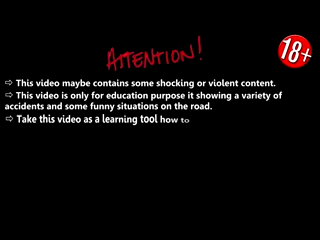 ATTENTION!
18+
⇨ This video maybe contains some shocking or violent content.
⇨ This video is only for education purpose it showing a variety of
accidents and some funny situations on the road.
⇨ Take this video as a learning tool how to